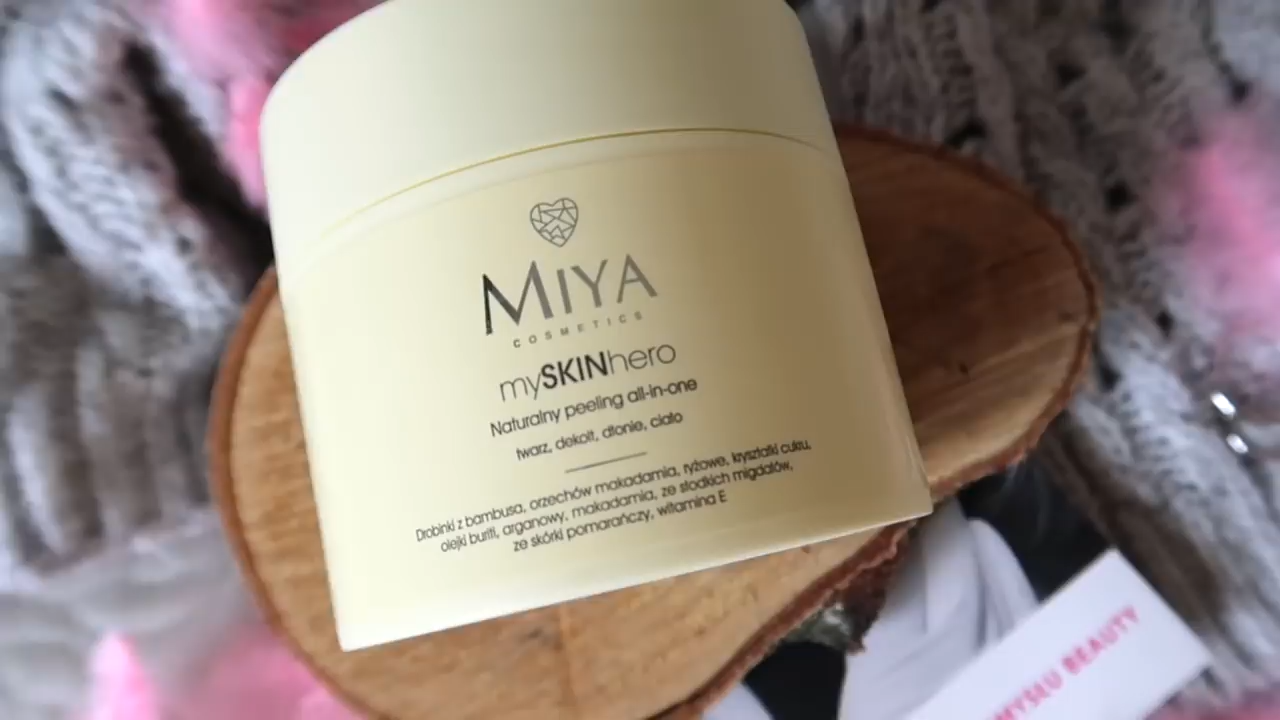 MIYA
COSMETICS
mySKINhero
Naturalny peeling all-in-one
twarz, dekolt, dłonie, ciało
Drobinki z bambusa, orzechów makadamia, ryżowe, kryształki cukru,
olejki buriti, arganowy, makadamia, ze słodkich migdałów,
ze skórki pomarańczy, witamina E
BEAUTY